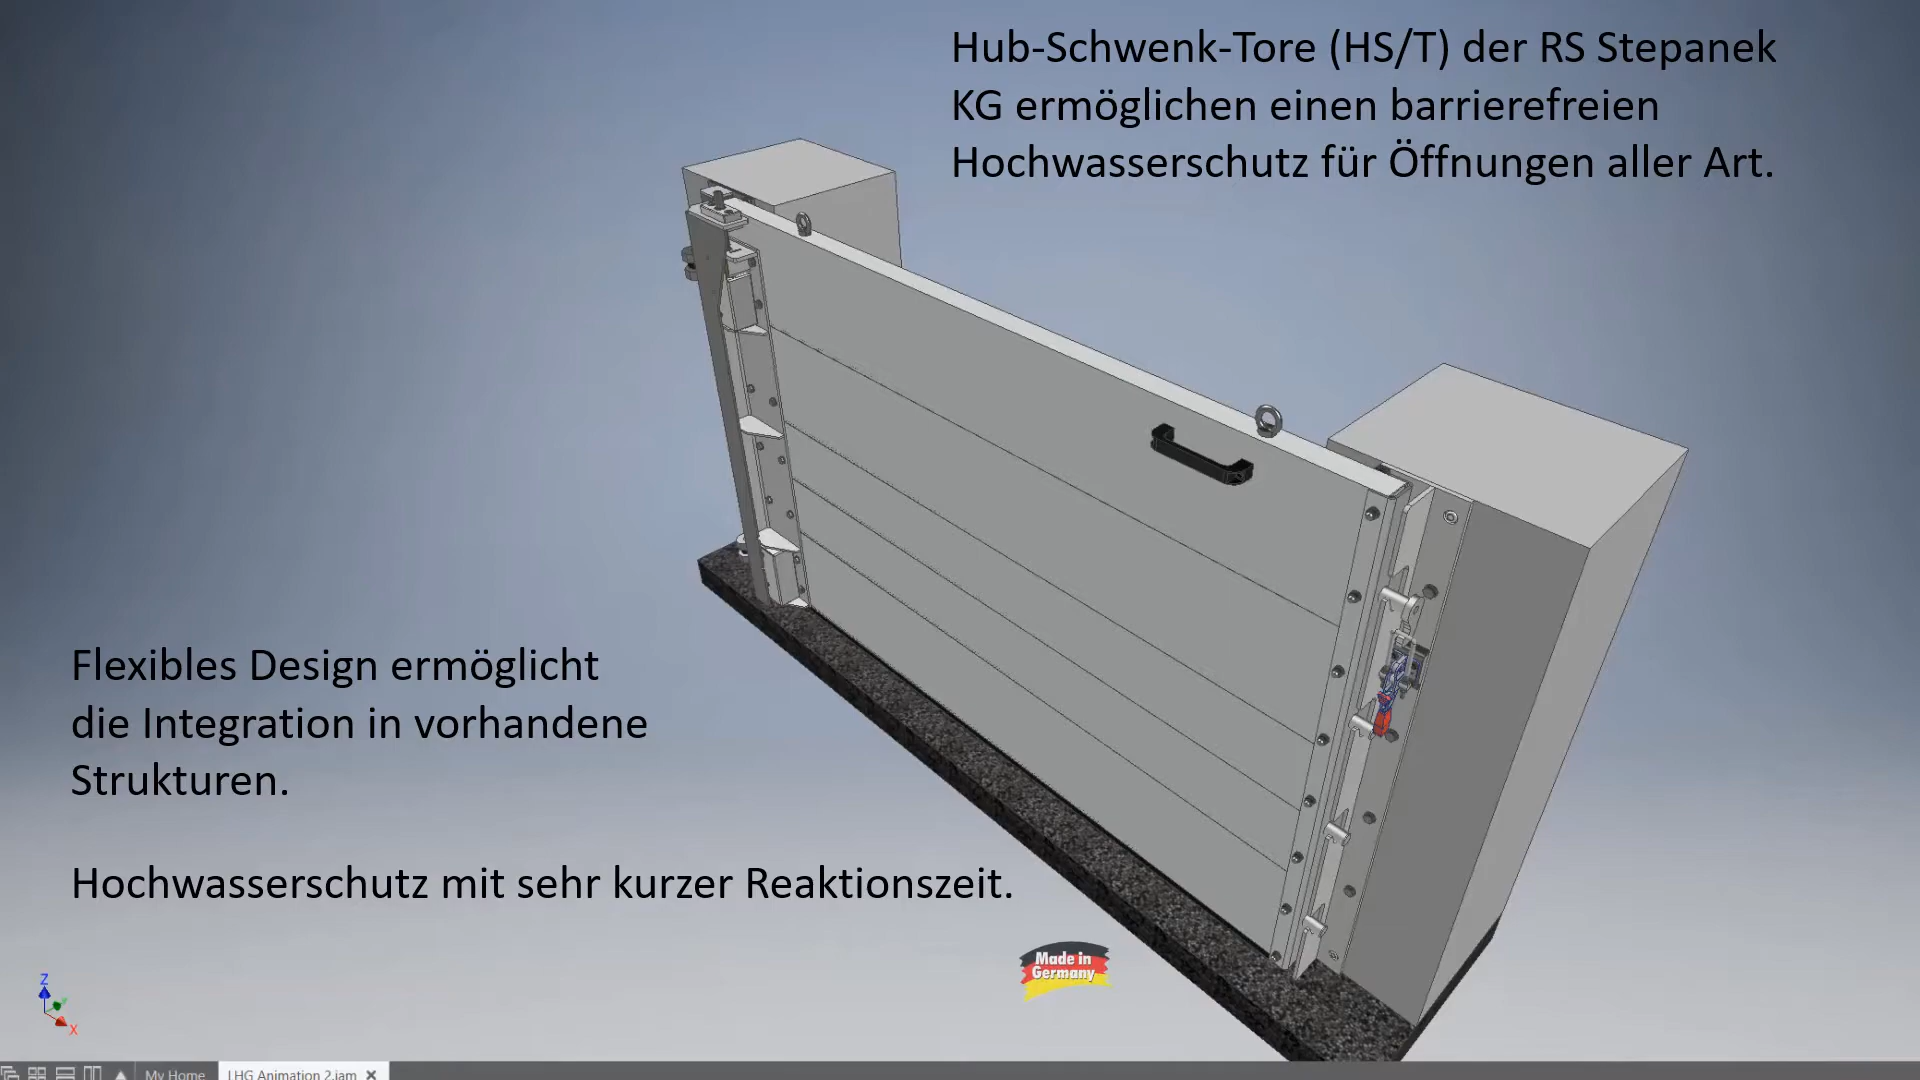 Hub-Schwenk-Tore (HS/T) der RS Stepanek
KG ermöglichen einen barrierefreien
Hochwasserschutz für Öffnungen aller Art.
Flexibles Design ermöglicht
die Integration in vorhandene
Strukturen.
Hochwasserschutz mit sehr kurzer Reaktionszeit.
Made in
Germany
Z
X
My Home
LHG Animation 2.iam